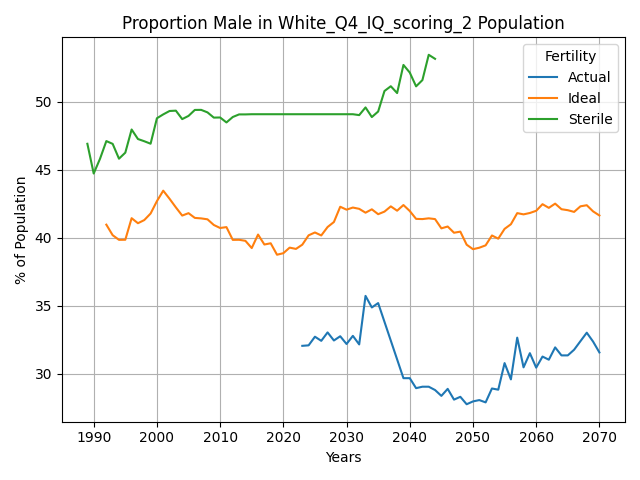 Proportion Male in White_Q4_IQ_scoring_2 Population
Fertility
Actual
Ideal
Sterile
% of Population
50
45
40
35
30
1990
2000
2010
2020
2030
2040
2050
2060
2070
Years